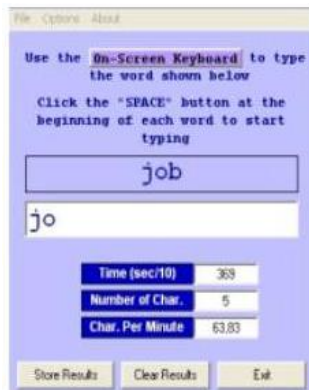 File Options About
Use the On-Screen Keyboard to type
the word shown below
Click the "SPACE" button at the
beginning of each word to start
typing
job
jo
Time (sec/10) 369
Number of Char. 5
Char. Per Minute 63,83
Store Results Clear Results Exit